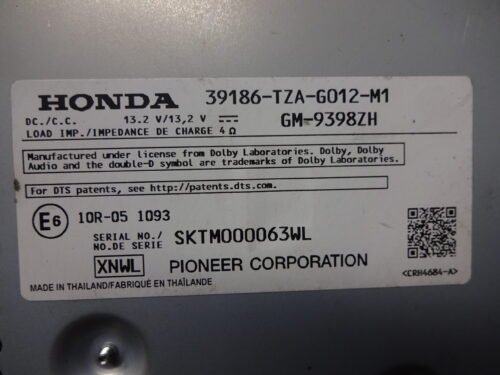 HONDA 39186-TZA-G012-M1
DC./C.C. 13.2 V/13,2 V GM-9398ZH
LOAD IMP./IMPEDANCE DE CHARGE 4Ω
Manufactured under license from Dolby Laboratories. Dolby, Dolby
Audio and the double-D symbol are trademarks of Dolby Laboratories.
For DTS patents, see http://patents.dts.com.
E6 10R-05 1093
SERIAL NO./
NO.DE SERIE SKTM000063WL
XNWL PIONEER CORPORATION
<CRH4684-A>
MADE IN THAILAND/FABRIQUÉ EN THAÏLANDE